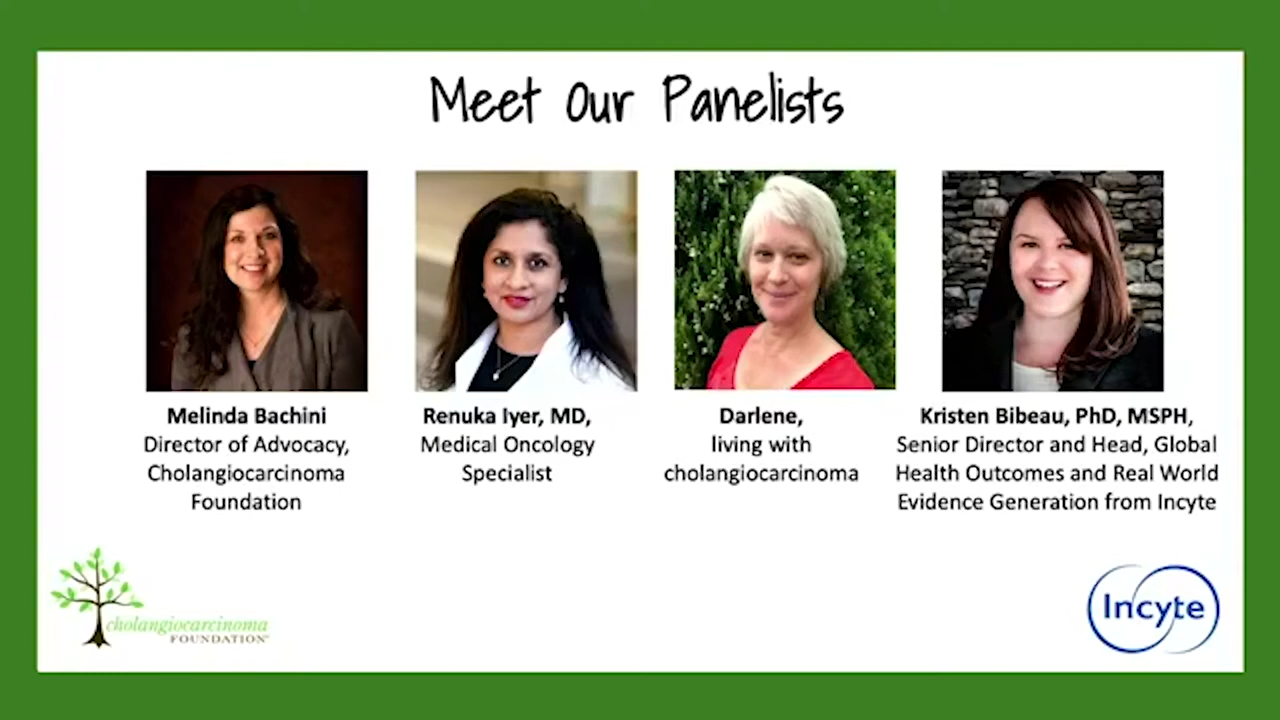 Meet Our Panelists
Melinda Bachini
Director of Advocacy,
Cholangiocarcinoma
Foundation
Renuka Iyer, MD,
Medical Oncology
Specialist
Darlene,
living with
cholangiocarcinoma
Kristen Bibeau, PhD, MSPH,
Senior Director and Head, Global
Health Outcomes and Real World
Evidence Generation from Incyte
cholangiocarcinoma
FOUNDATION
Incyte